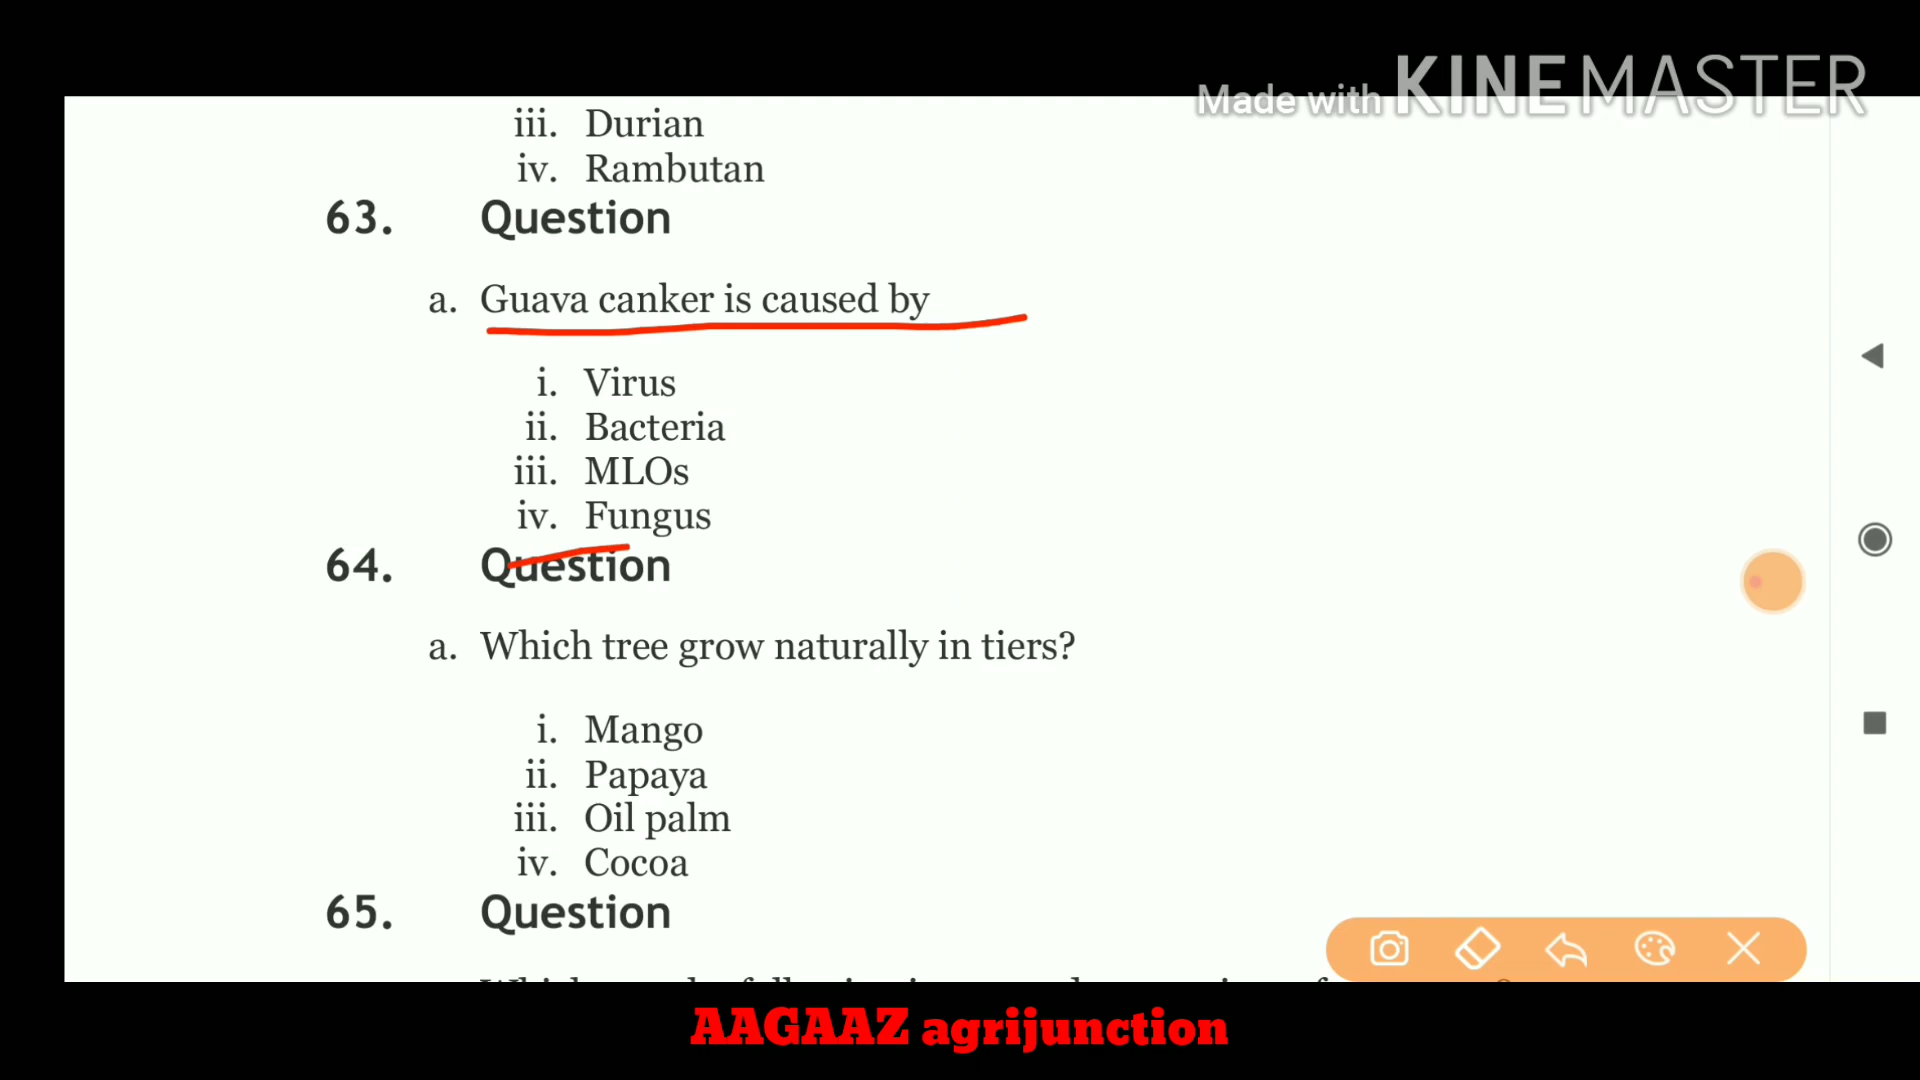 Made with KINEMASTER
iii. Durian
iv. Rambutan
63. Question
a. Guava canker is caused by
i. Virus
ii. Bacteria
iii. MLOs
iv. Fungus
64. Question
a. Which tree grow naturally in tiers?
i. Mango
ii. Papaya
iii. Oil palm
iv. Cocoa
65. Question
AAGAAZ agrijunction